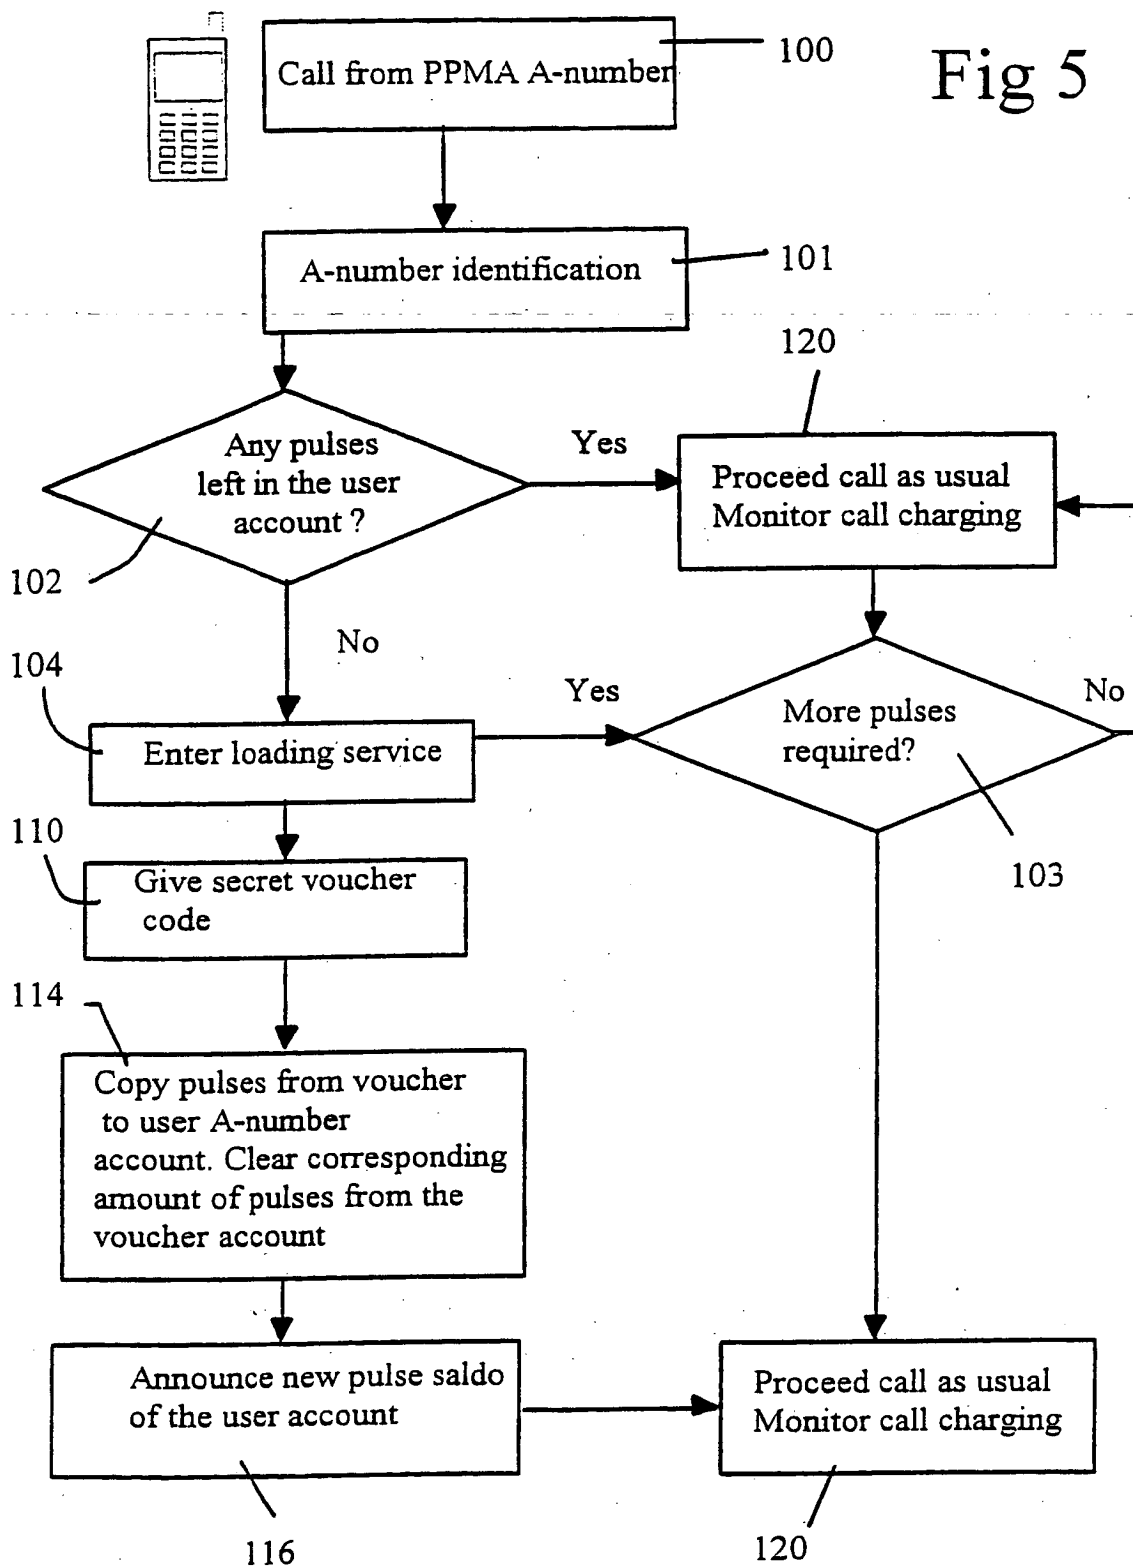 Fig 5
Call from PPMA A-number
100
A-number identification
101
120
Any pulses
left in the user
account ?
Yes
Proceed call as usual
Monitor call charging
102
No
104
Enter loading service
Yes
More pulses
required?
No
103
110
Give secret voucher
code
114
Copy pulses from voucher
to user A-number
account. Clear corresponding
amount of pulses from the
voucher account
Announce new pulse saldo
of the user account
Proceed call as usual
Monitor call charging
116
120